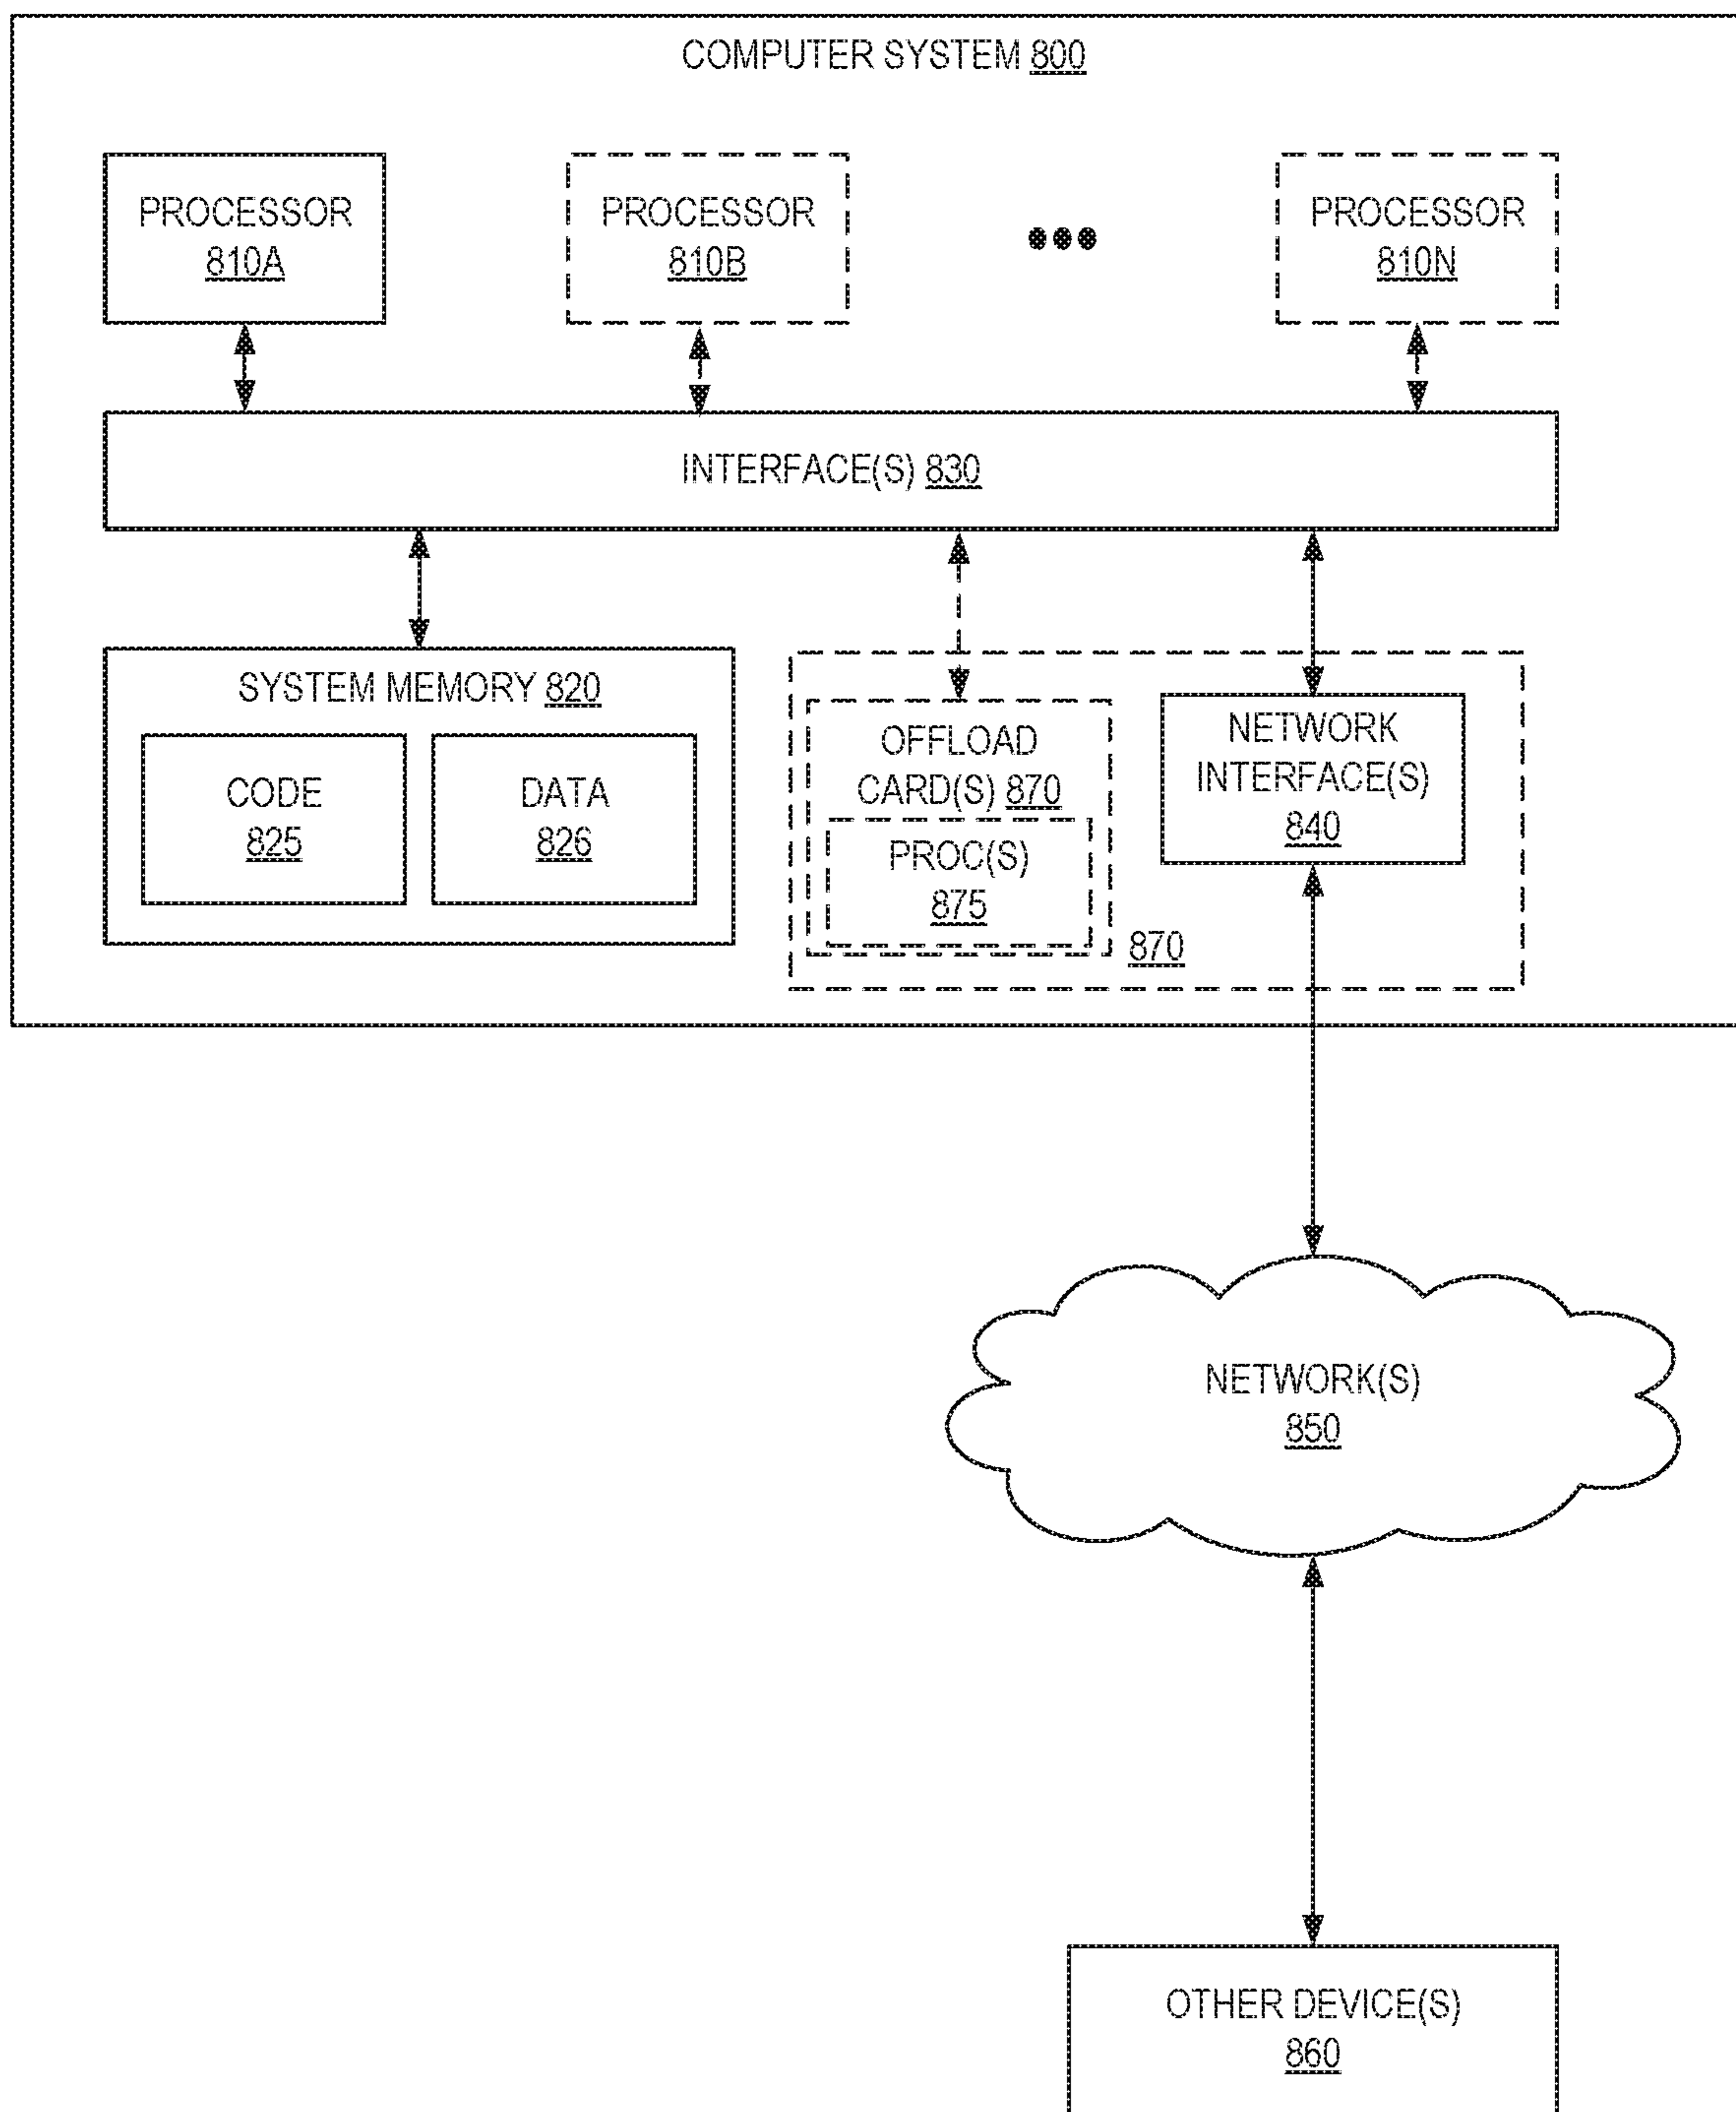 COMPUTER SYSTEM 800
PROCESSOR
810A
PROCESSOR
810B
PROCESSOR
810N
INTERFACE(S) 830
SYSTEM MEMORY 820
CODE
825
DATA
826
OFFLOAD
CARD(S) 870
PROC(S)
875
870
NETWORK
INTERFACE(S)
840
NETWORK(S)
850
OTHER DEVICE(S)
860